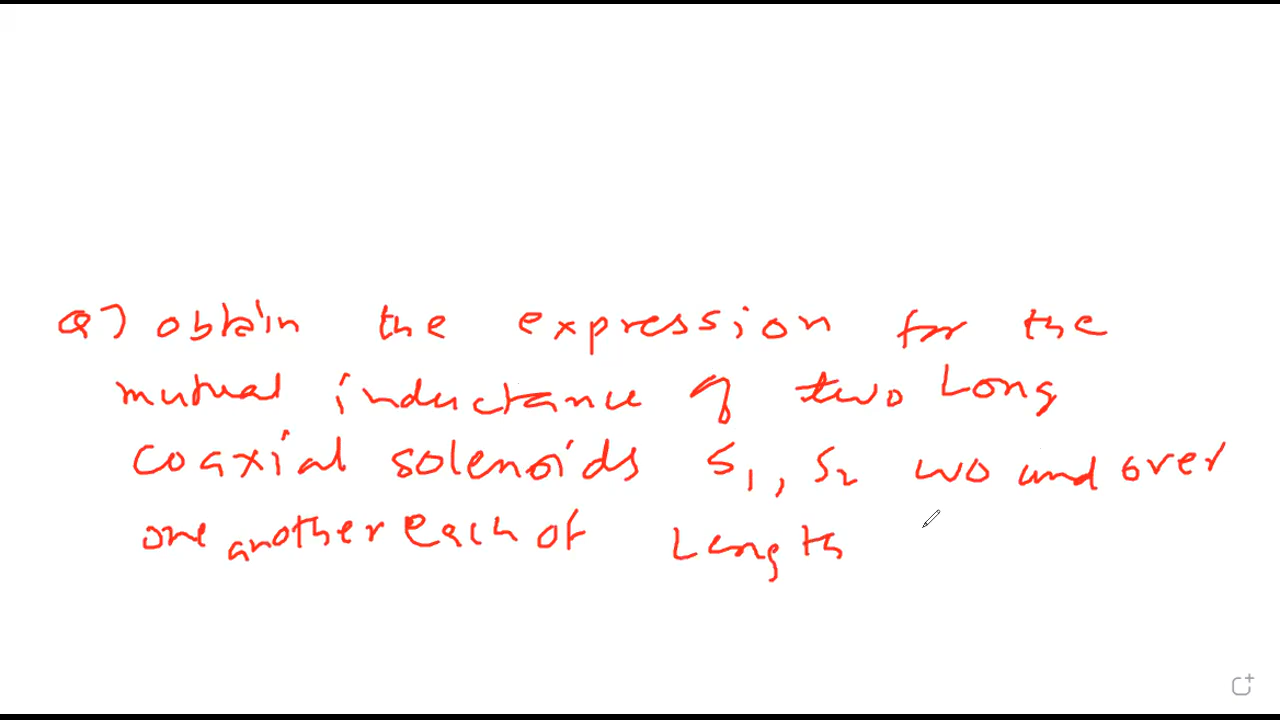 Q7 obtain the expression for the
mutual inductance of two Long
coaxial solenoids S1, S2 wound over
one another each of Length